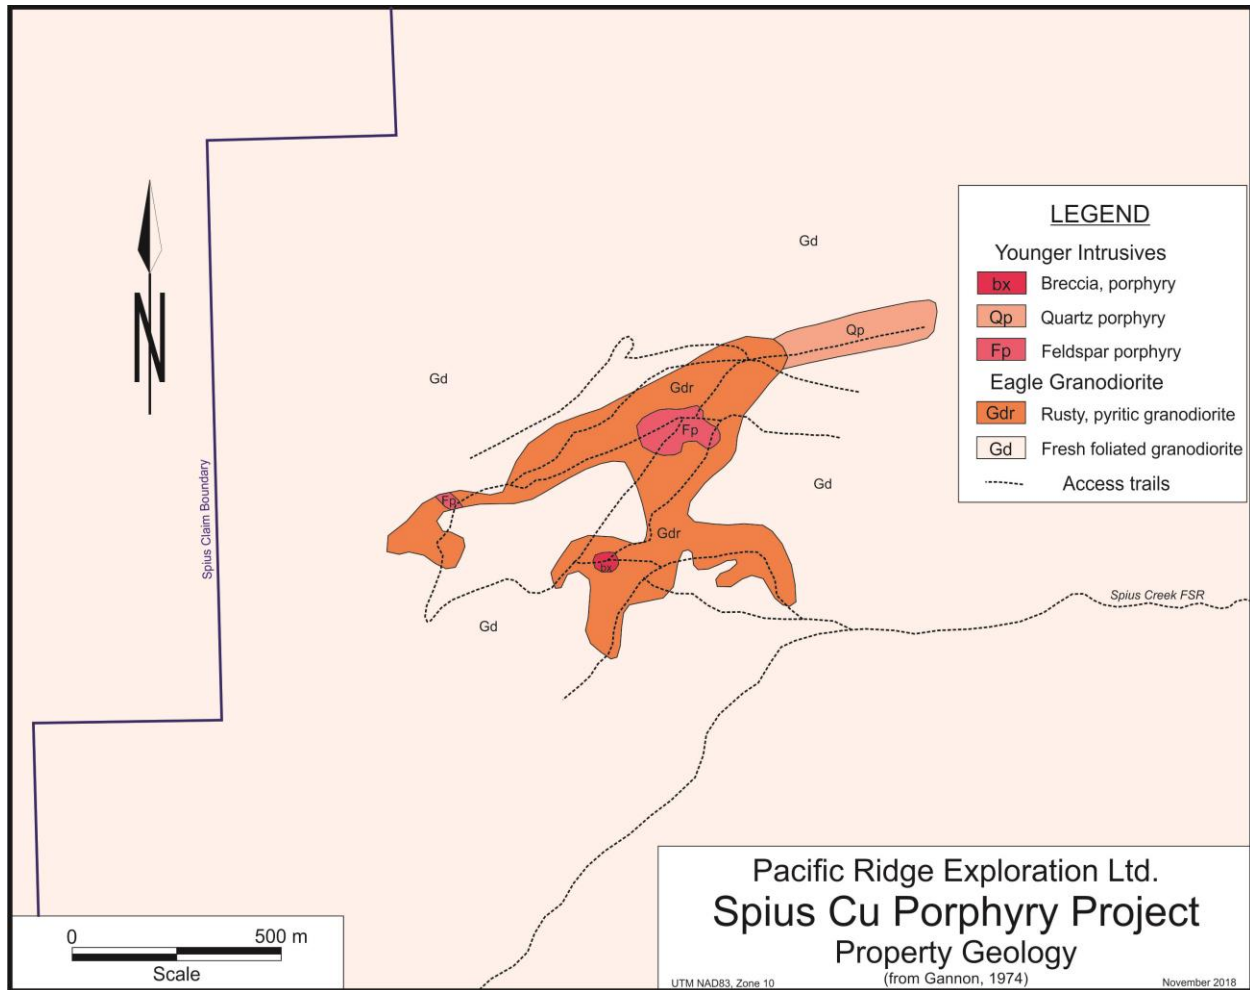 Gd
LEGEND
Younger Intrusives
bx Breccia, porphyry
Qp Quartz porphyry
Fp Feldspar porphyry
Eagle Granodiorite
Gdr Rusty, pyritic granodiorite
Gd Fresh foliated granodiorite
Access trails
N
Qp
Gd
Gdr
Fp
Gd
Fp
Spius Claim Boundary
Gdr
bx
Spius Creek FSR
Gd
0 500 m
Scale
Pacific Ridge Exploration Ltd.
Spius Cu Porphyry Project
Property Geology
(from Gannon, 1974)
UTM NAD83, Zone 10
November 2018